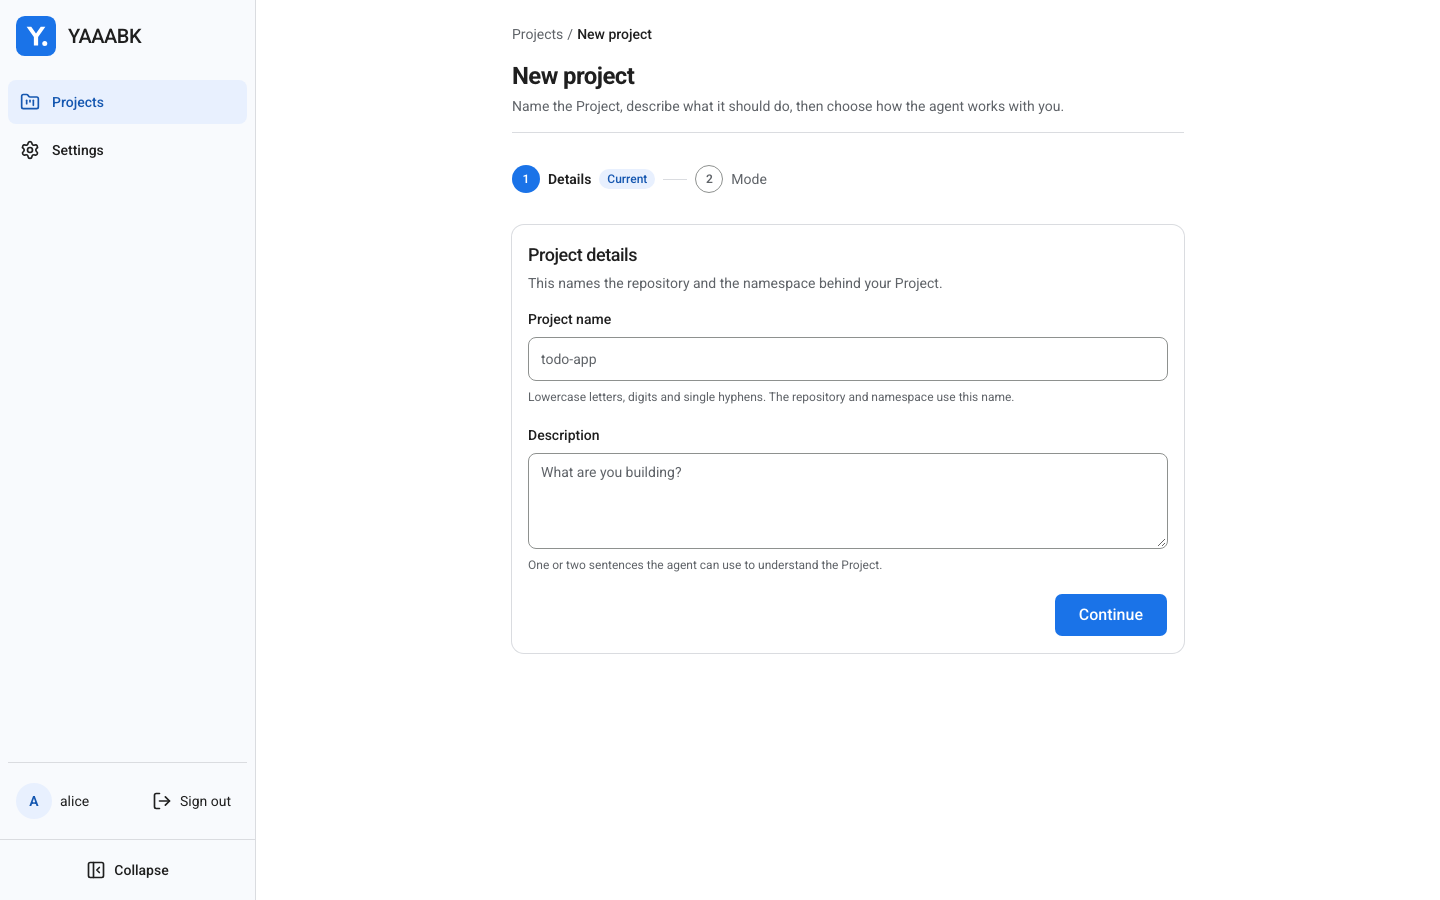 Y. YAAABK
Projects
Settings
A alice Sign out
Collapse
Projects / New project
New project
Name the Project, describe what it should do, then choose how the agent works with you.
1 Details Current 2 Mode
Project details
This names the repository and the namespace behind your Project.
Project name
todo-app
Lowercase letters, digits and single hyphens. The repository and namespace use this name.
Description
What are you building?
One or two sentences the agent can use to understand the Project.
Continue